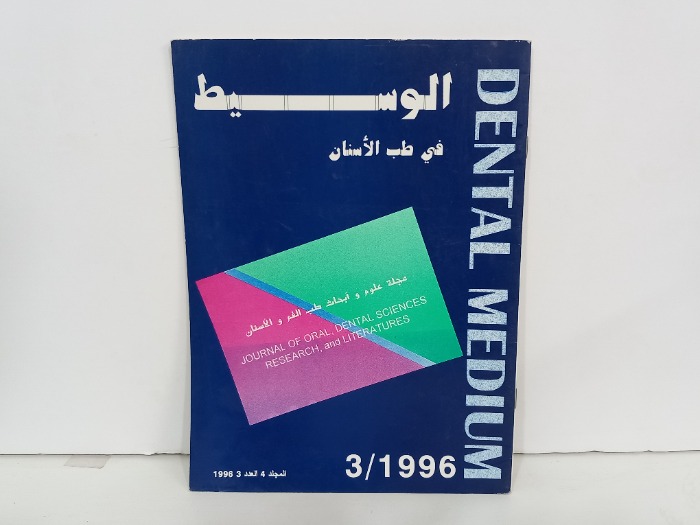 الوسيط
في طب الأسنان
DENTAL MEDIUM
مجلة علوم و أبحاث طب الفم و الأسنان
JOURNAL OF ORAL, DENTAL SCIENCES
RESEARCH, and LITERATURES
3/1996
المجلد 4 العدد 3 1996